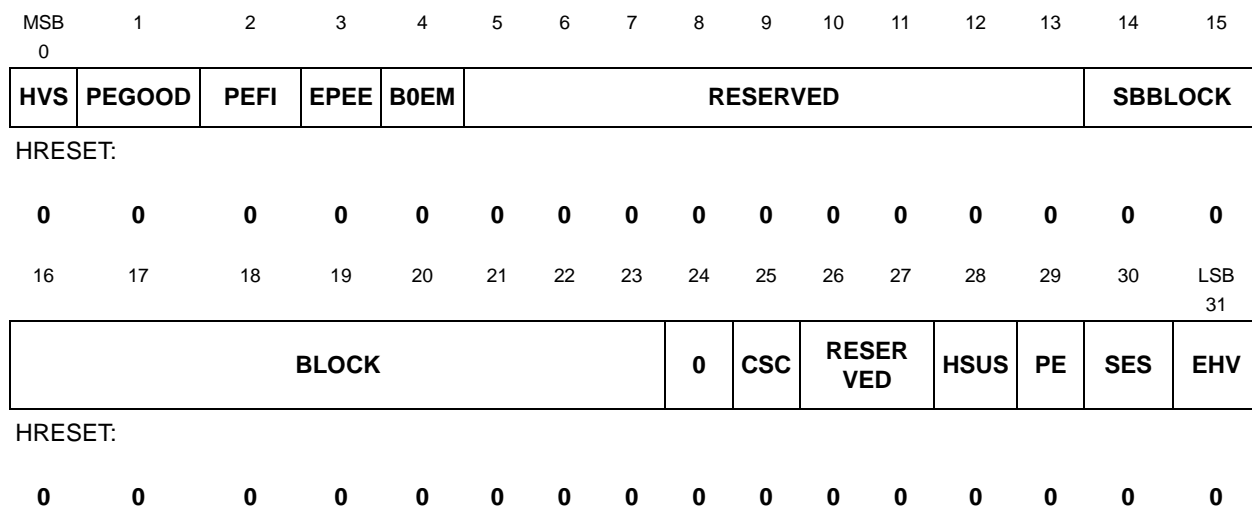 MSB 1 2 3 4 5 6 7 8 9 10 11 12 13 14 15
0
HVS PEGOOD PEFI EPEE B0EM RESERVED SBBLOCK
HRESET:
0 0 0 0 0 0 0 0 0 0 0 0 0 0 0 0
16 17 18 19 20 21 22 23 24 25 26 27 28 29 30 LSB
31
BLOCK 0 CSC RESER
VED HSUS PE SES EHV
HRESET:
0 0 0 0 0 0 0 0 0 0 0 0 0 0 0 0